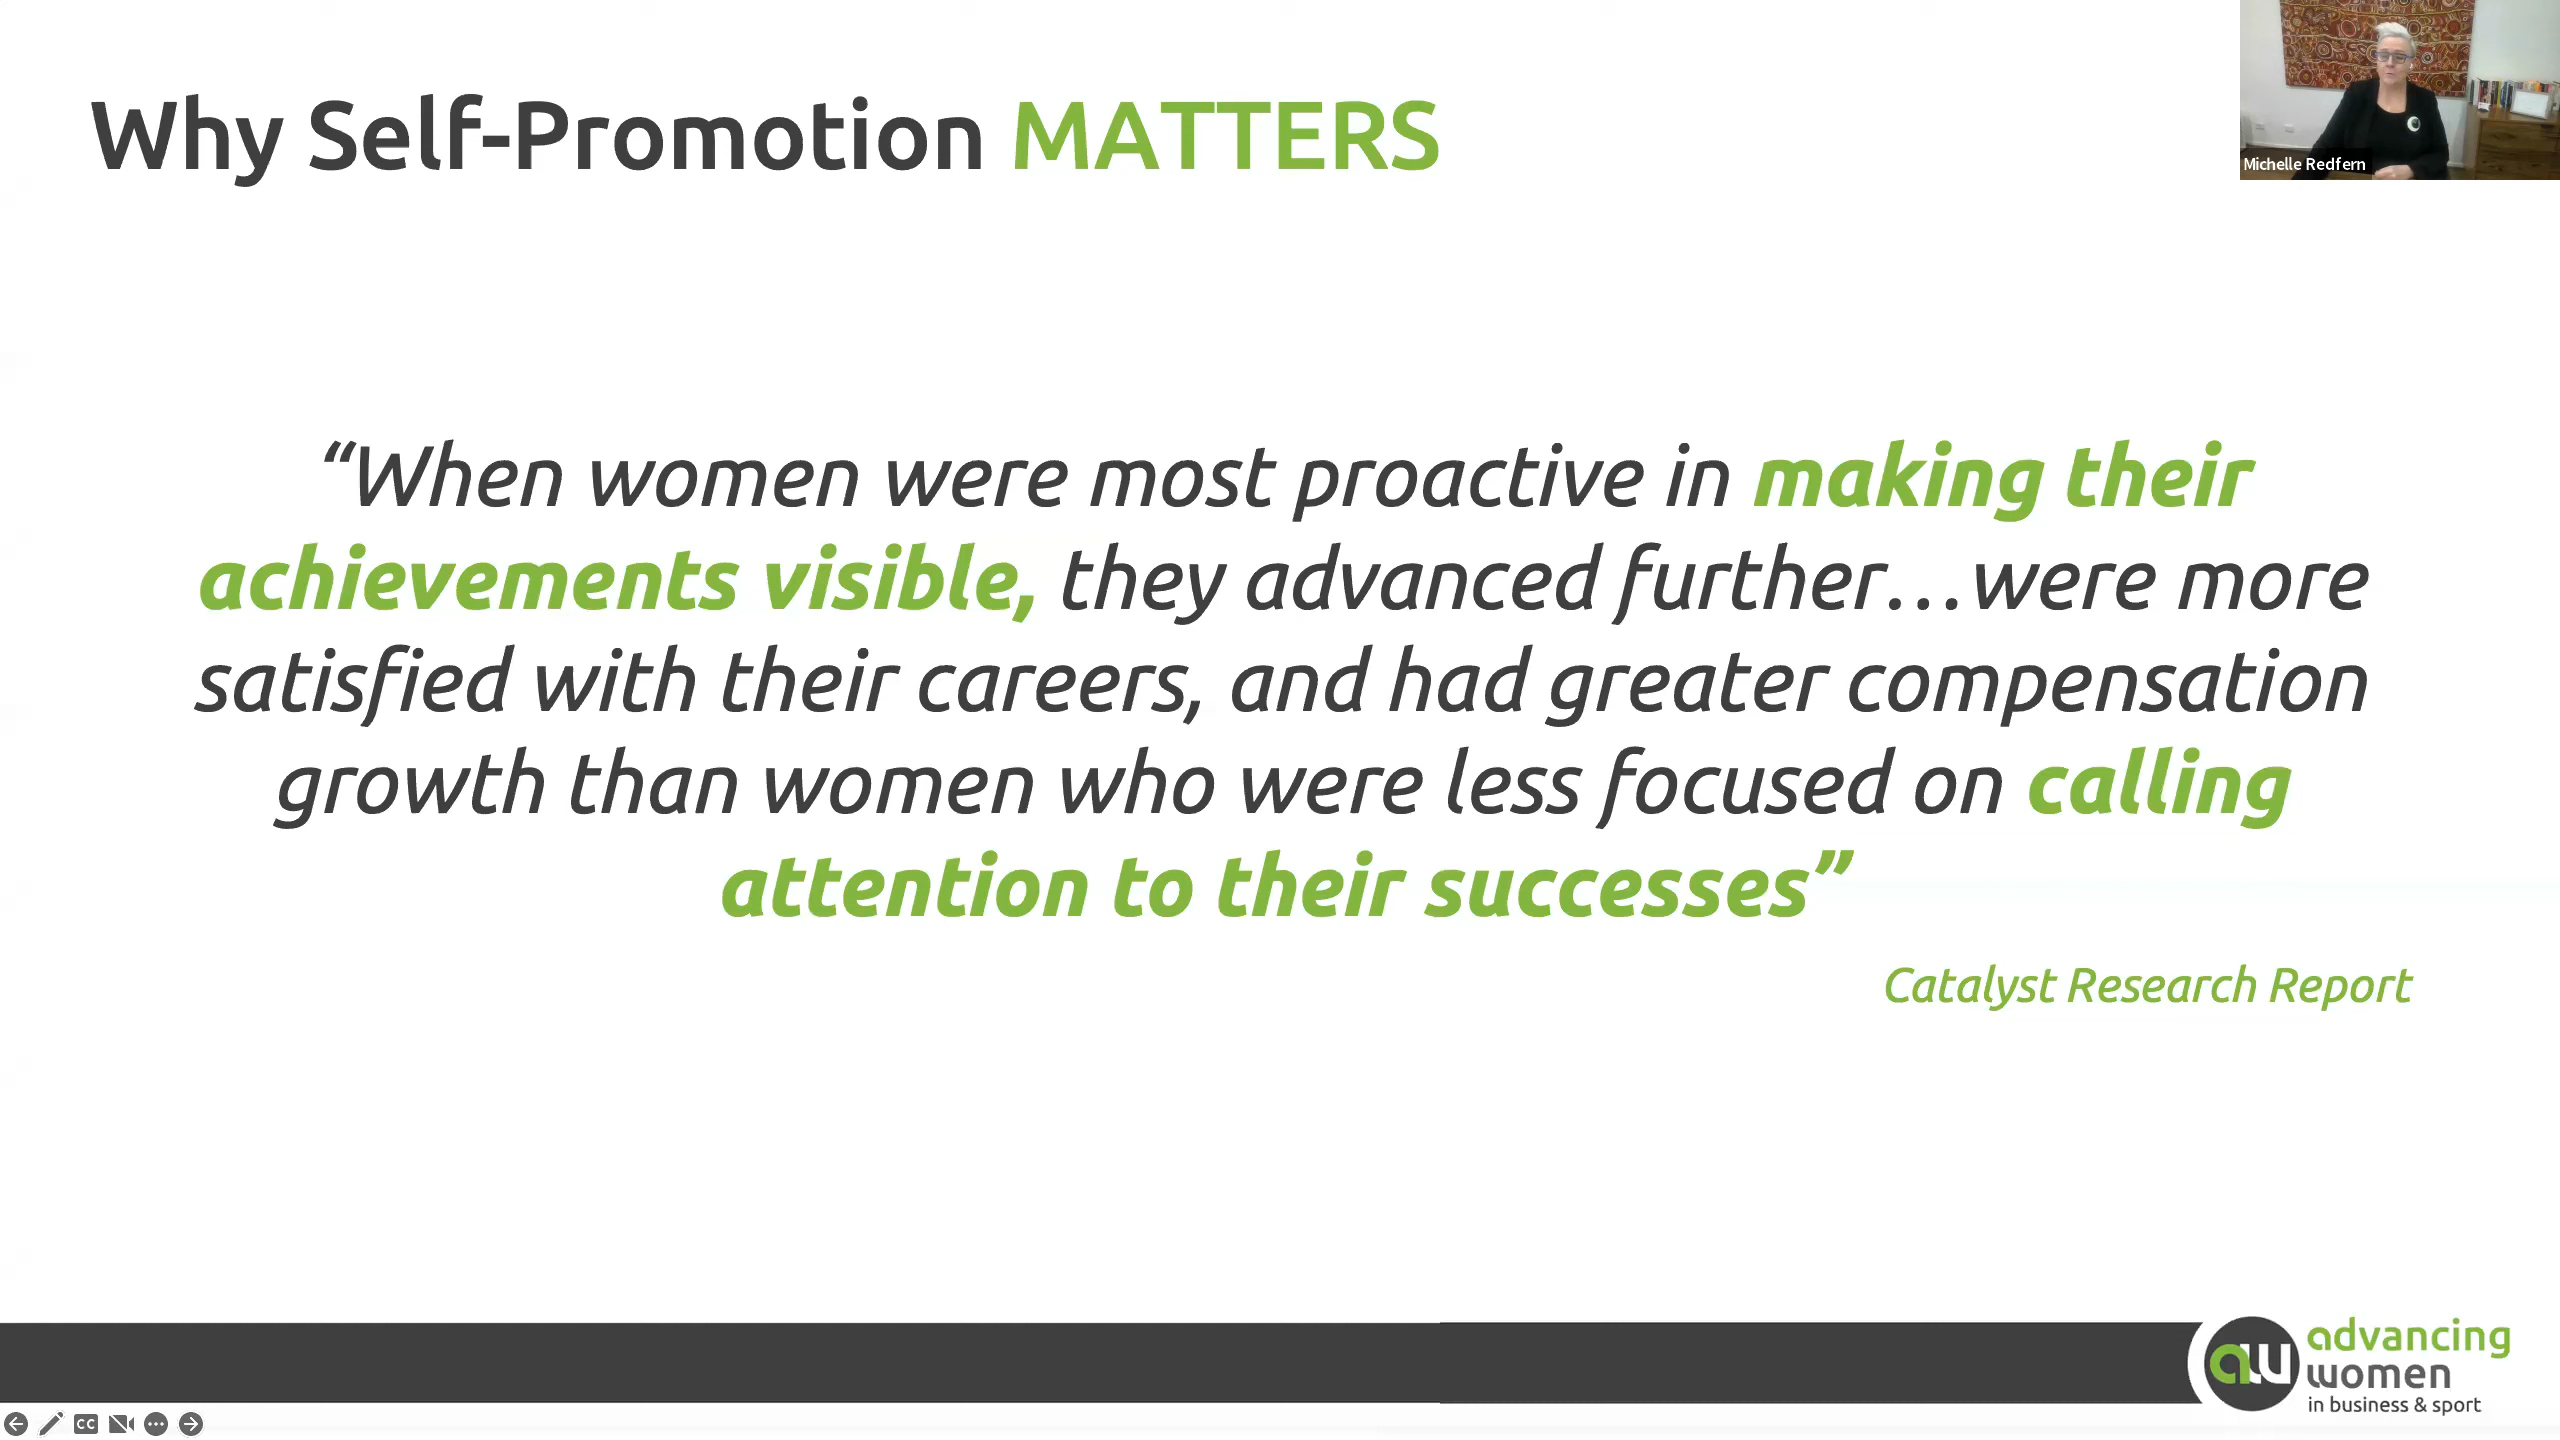 Why Self-Promotion MATTERS
Michelle Redfern
“When women were most proactive in making their
achievements visible, they advanced further…were more
satisfied with their careers, and had greater compensation
growth than women who were less focused on calling
attention to their successes”
Catalyst Research Report
aw
advancing
women
in business & sport
CC